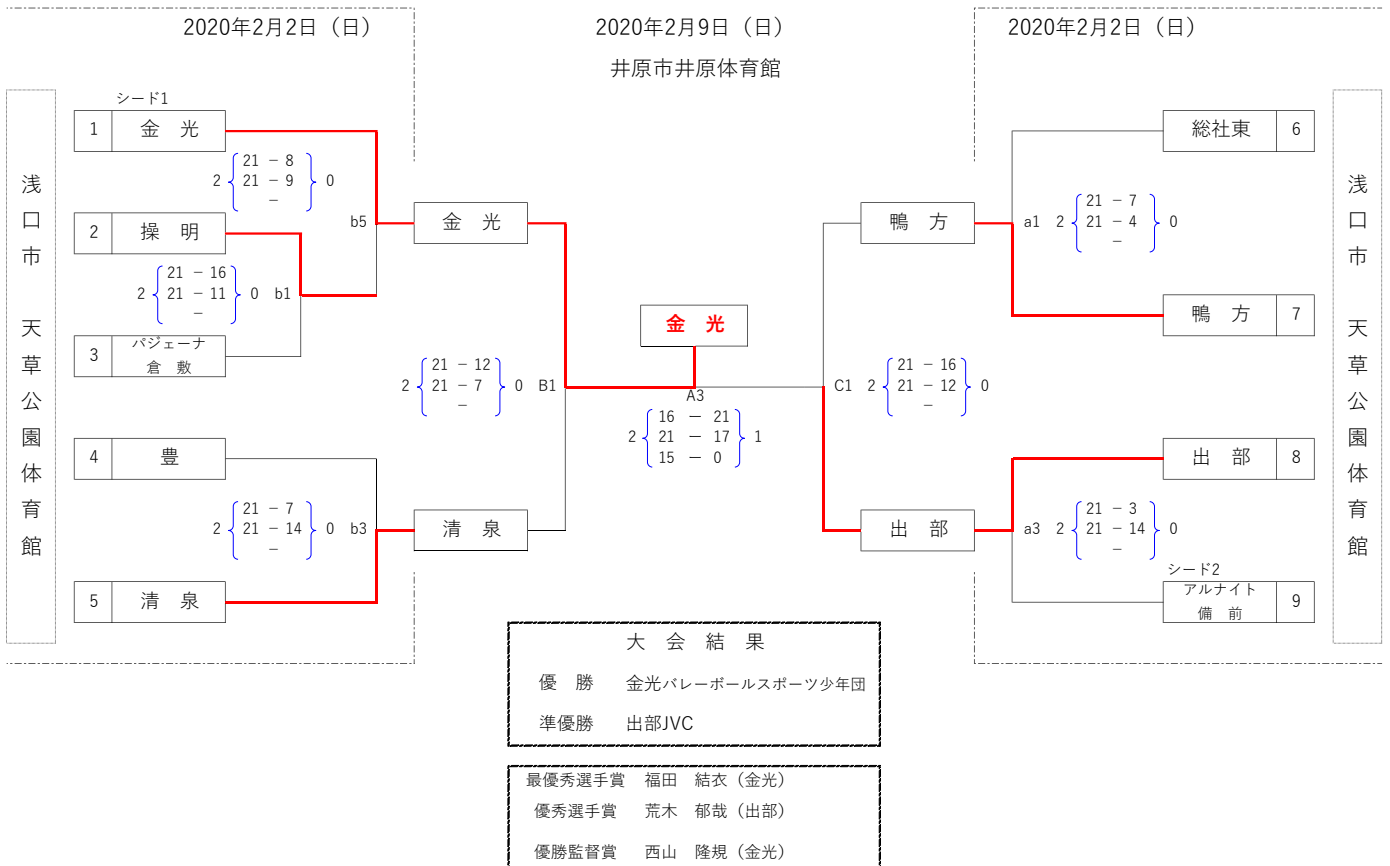 2020年2月2日（日）
2020年2月9日（日）
2020年2月2日（日）
井原市井原体育館
浅口市　天草公園体育館
シード1
1 金　光
21 － 8
2 21 － 9 0
－
b5
2 操　明
21 － 16
2 21 － 11 0 b1
－
3 パジェーナ
倉　敷
4 豊
21 － 7
2 21 － 14 0 b3
－
5 清　泉
金　光
21 － 12
2 21 － 7 0 B1
－
清　泉
金　光
A3
16 － 21
2 21 － 17 1
15 － 0
鴨　方
21 － 16
C1 2 21 － 12 0
－
出　部
総社東 6
21 － 7
a1 2 21 － 4 0
－
鴨　方 7
出　部 8
21 － 3
a3 2 21 － 14 0
－
シード2
アルナイト
備　前 9
浅口市　天草公園体育館
大　会　結　果
優　勝　金光バレーボールスポーツ少年団
準優勝　出部JVC
最優秀選手賞　福田　結衣（金光）
優秀選手賞　荒木　郁哉（出部）
優勝監督賞　西山　隆規（金光）